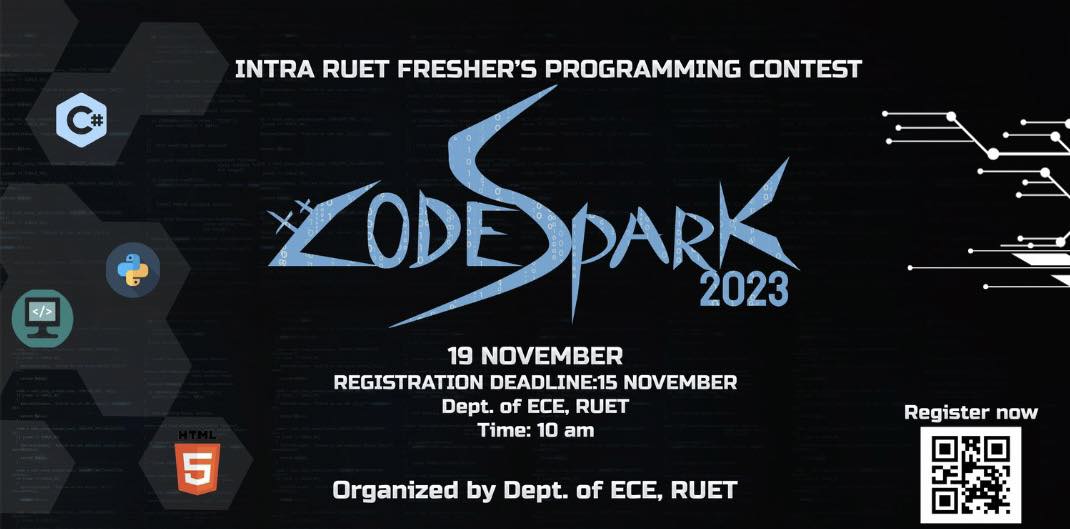 INTRA RUET FRESHER'S PROGRAMMING CONTEST
C#
CODESPARK
2023
</>
19 NOVEMBER
REGISTRATION DEADLINE:15 NOVEMBER
Dept. of ECE, RUET
Time: 10 am
Register now
HTML
5
Organized by Dept. of ECE, RUET